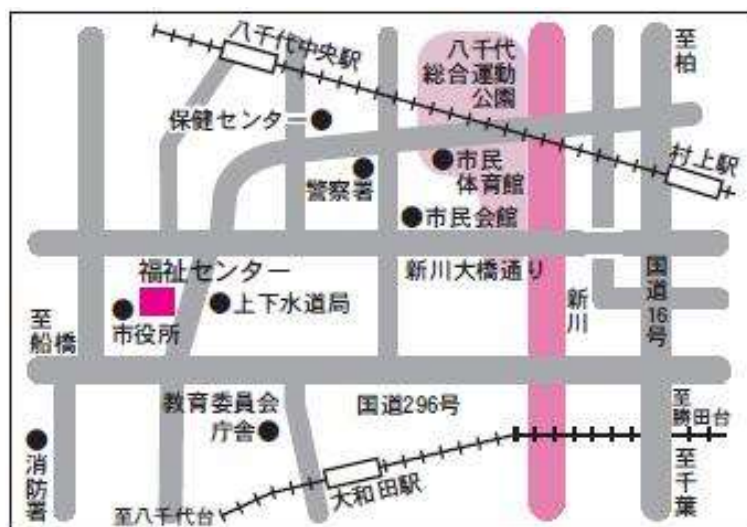 八千代中央駅
八千代
総合運動
公園
至柏
保健センター
市民
体育館
村上駅
警察署
市民会館
福祉センター
新川大橋通り
国道16号
上下水道局
新川
至
船橋
市役所
教育委員会
庁舎
国道296号
至
勝田台
消防署
大和田駅
至千葉
至八千代台